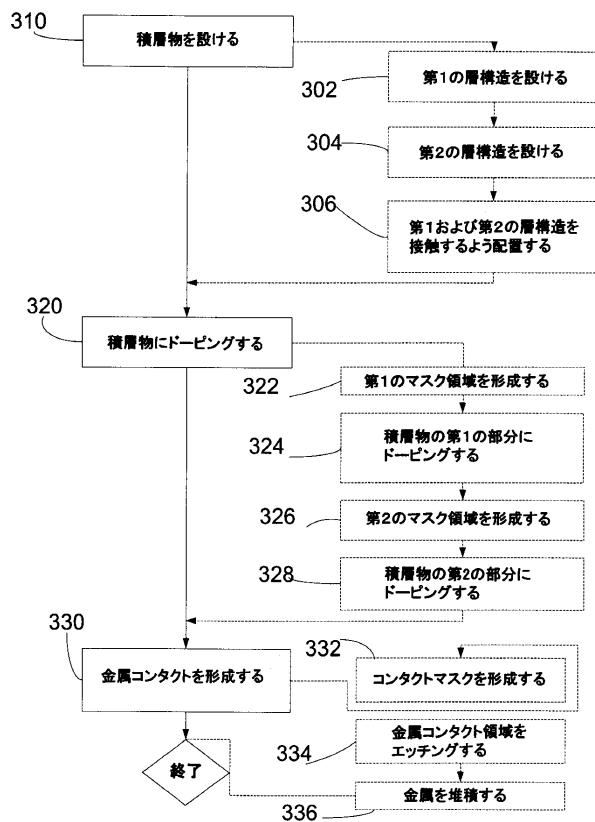 310
積層物を設ける
302
第1の層構造を設ける
304
第2の層構造を設ける
306
第1および第2の層構造を
接触するよう配置する
320
積層物にドーピングする
322
第1のマスク領域を形成する
324
積層物の第1の部分に
ドーピングする
326
第2のマスク領域を形成する
328
積層物の第2の部分に
ドーピングする
330
金属コンタクトを形成する
332
コンタクトマスクを形成する
334
金属コンタクト領域を
エッチングする
終了
金属を堆積する
336